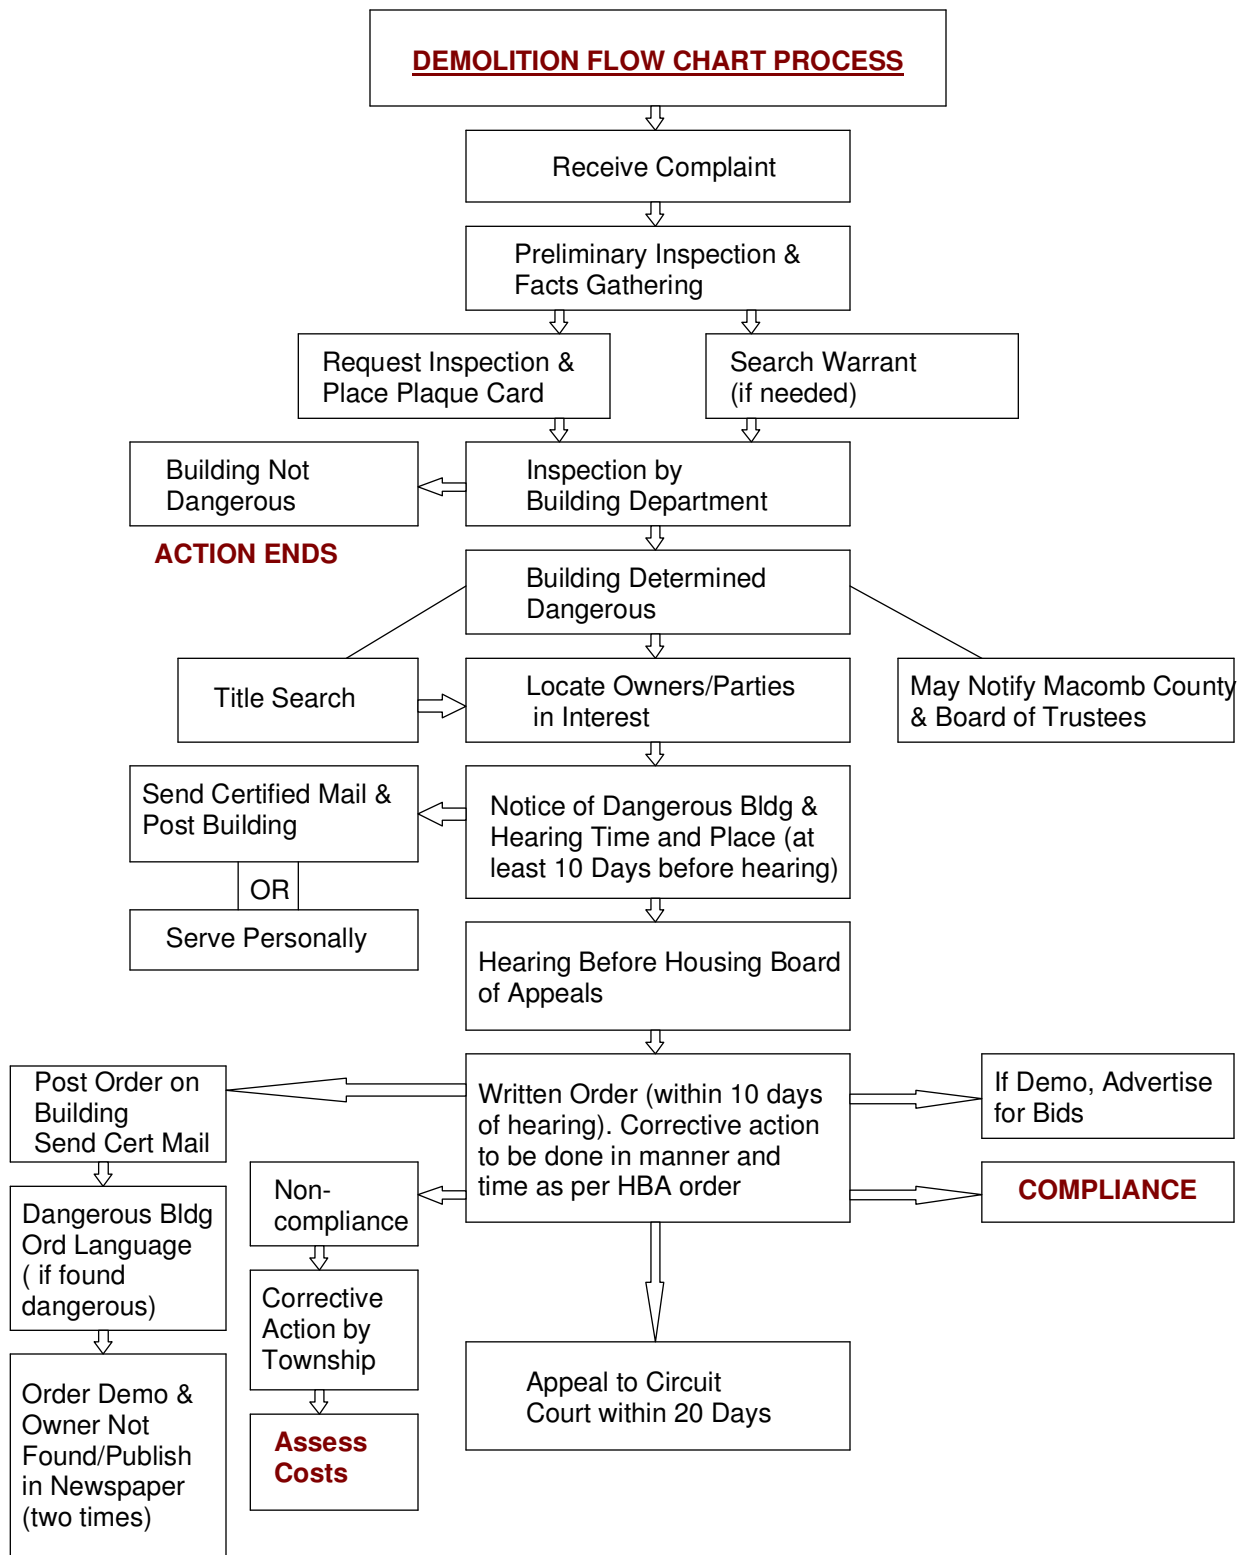 DEMOLITION FLOW CHART PROCESS
Receive Complaint
Preliminary Inspection &
Facts Gathering
Request Inspection &
Place Plaque Card
Search Warrant
(if needed)
Building Not
Dangerous
ACTION ENDS
Inspection by
Building Department
Building Determined
Dangerous
Title Search
Locate Owners/Parties
in Interest
May Notify Macomb County
& Board of Trustees
Send Certified Mail &
Post Building
OR
Serve Personally
Notice of Dangerous Bldg &
Hearing Time and Place (at
least 10 Days before hearing)
Hearing Before Housing Board
of Appeals
Post Order on
Building
Send Cert Mail
Written Order (within 10 days
of hearing). Corrective action
to be done in manner and
time as per HBA order
If Demo, Advertise
for Bids
COMPLIANCE
Non-
compliance
Dangerous Bldg
Ord Language
( if found
dangerous)
Corrective
Action by
Township
Order Demo &
Owner Not
Found/Publish
in Newspaper
(two times)
Assess
Costs
Appeal to Circuit
Court within 20 Days